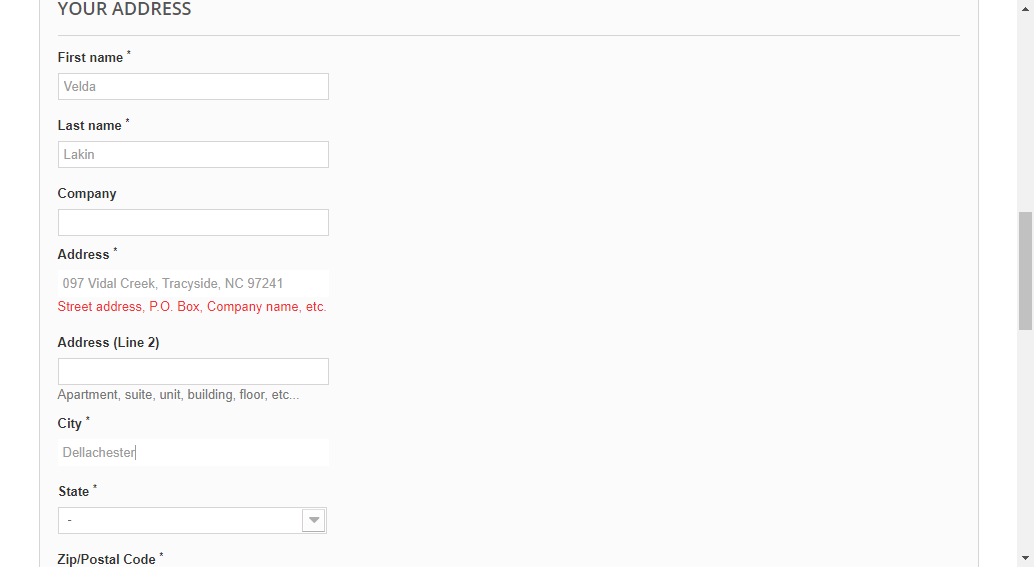 YOUR ADDRESS
First name *
Velda
Last name *
Lakin
Company
Address *
097 Vidal Creek, Tracyside, NC 97241
Street address, P.O. Box, Company name, etc.
Address (Line 2)
Apartment, suite, unit, building, floor, etc...
City *
Dellachester
State *
-
Zip/Postal Code *